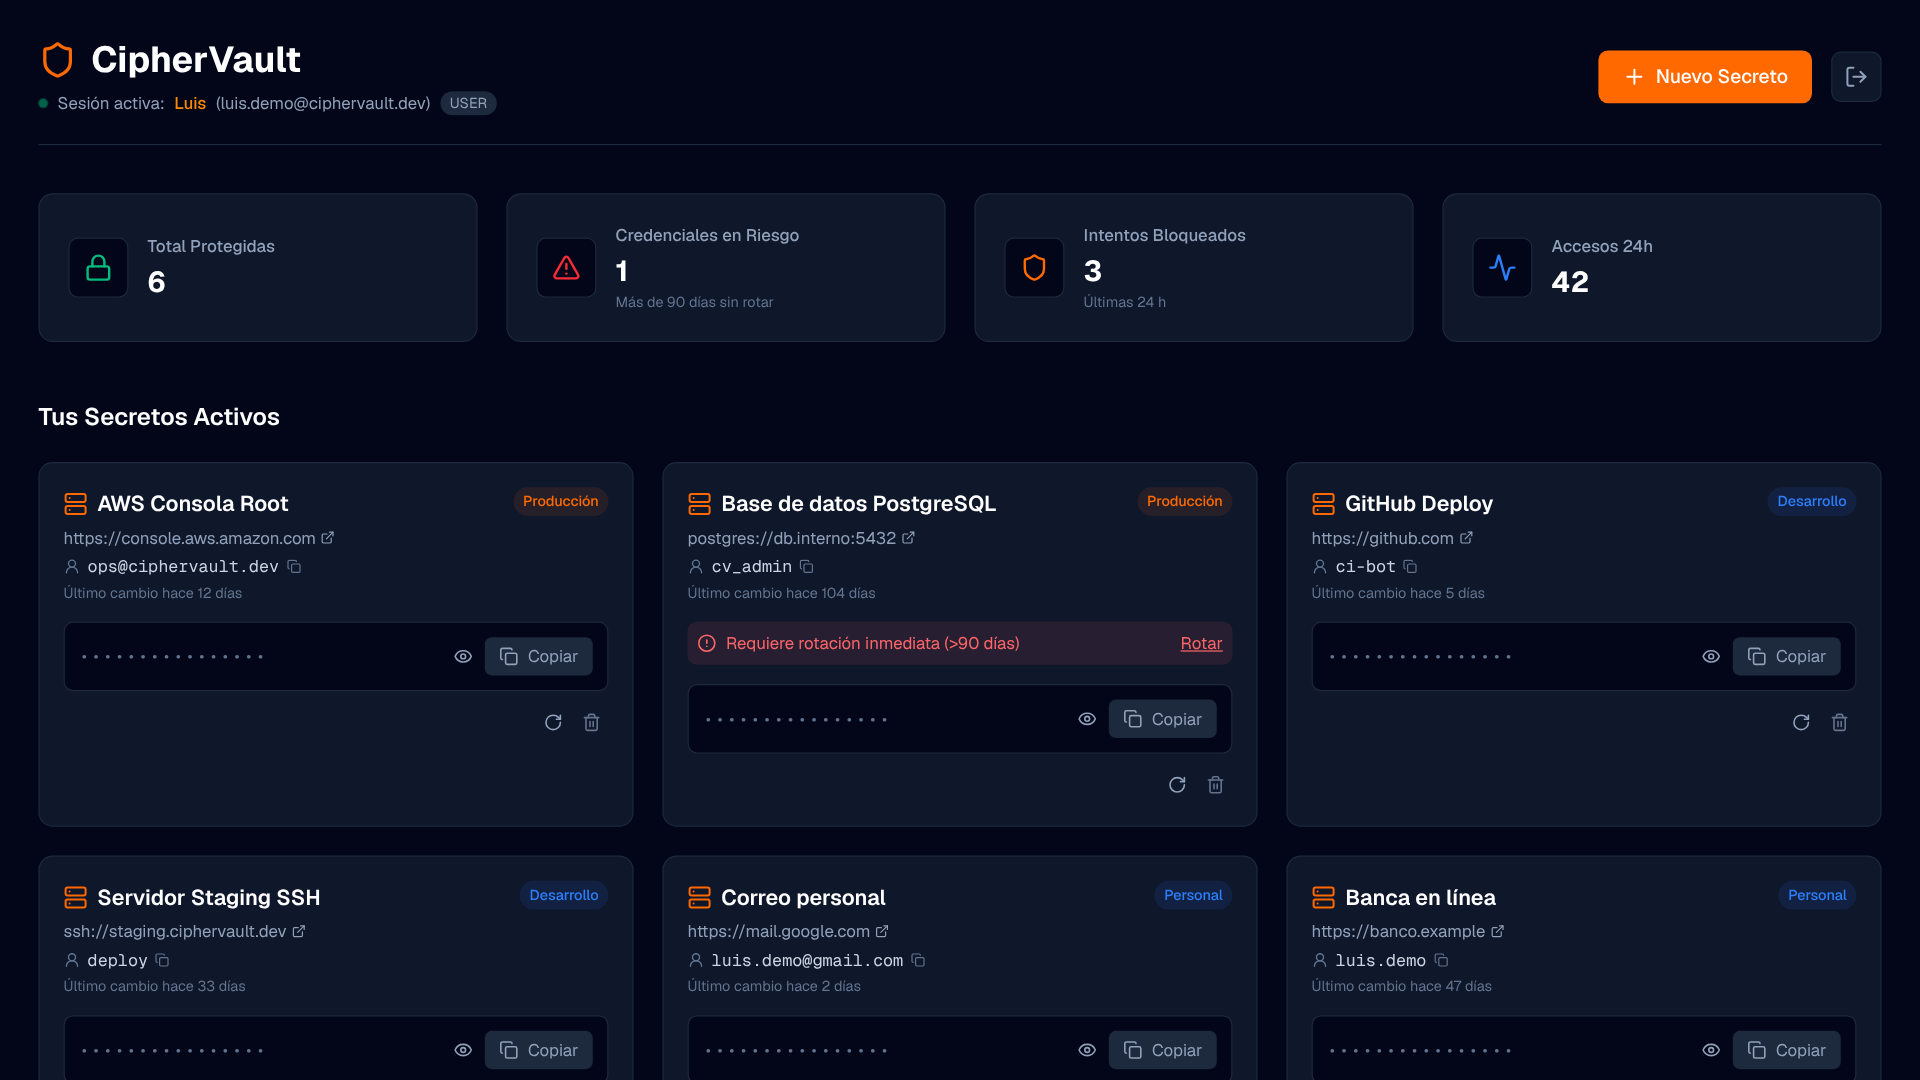 CipherVault
Sesión activa: Luis (luis.demo@ciphervault.dev) USER
Nuevo Secreto
Total Protegidas
6
Credenciales en Riesgo
1
Más de 90 días sin rotar
Intentos Bloqueados
3
Últimas 24 h
Accesos 24h
42
Tus Secretos Activos
AWS Consola Root
Producción
https://console.aws.amazon.com
ops@ciphervault.dev
Último cambio hace 12 días
•••••••••••••••• Copiar
Base de datos PostgreSQL
Producción
postgres://db.interno:5432
cv_admin
Último cambio hace 104 días
Requiere rotación inmediata (>90 días) Rotar
•••••••••••••••• Copiar
GitHub Deploy
Desarrollo
https://github.com
ci-bot
Último cambio hace 5 días
•••••••••••••••• Copiar
Servidor Staging SSH
Desarrollo
ssh://staging.ciphervault.dev
deploy
Último cambio hace 33 días
•••••••••••••••• Copiar
Correo personal
Personal
https://mail.google.com
luis.demo@gmail.com
Último cambio hace 2 días
•••••••••••••••• Copiar
Banca en línea
Personal
https://banco.example
luis.demo
Último cambio hace 47 días
•••••••••••••••• Copiar